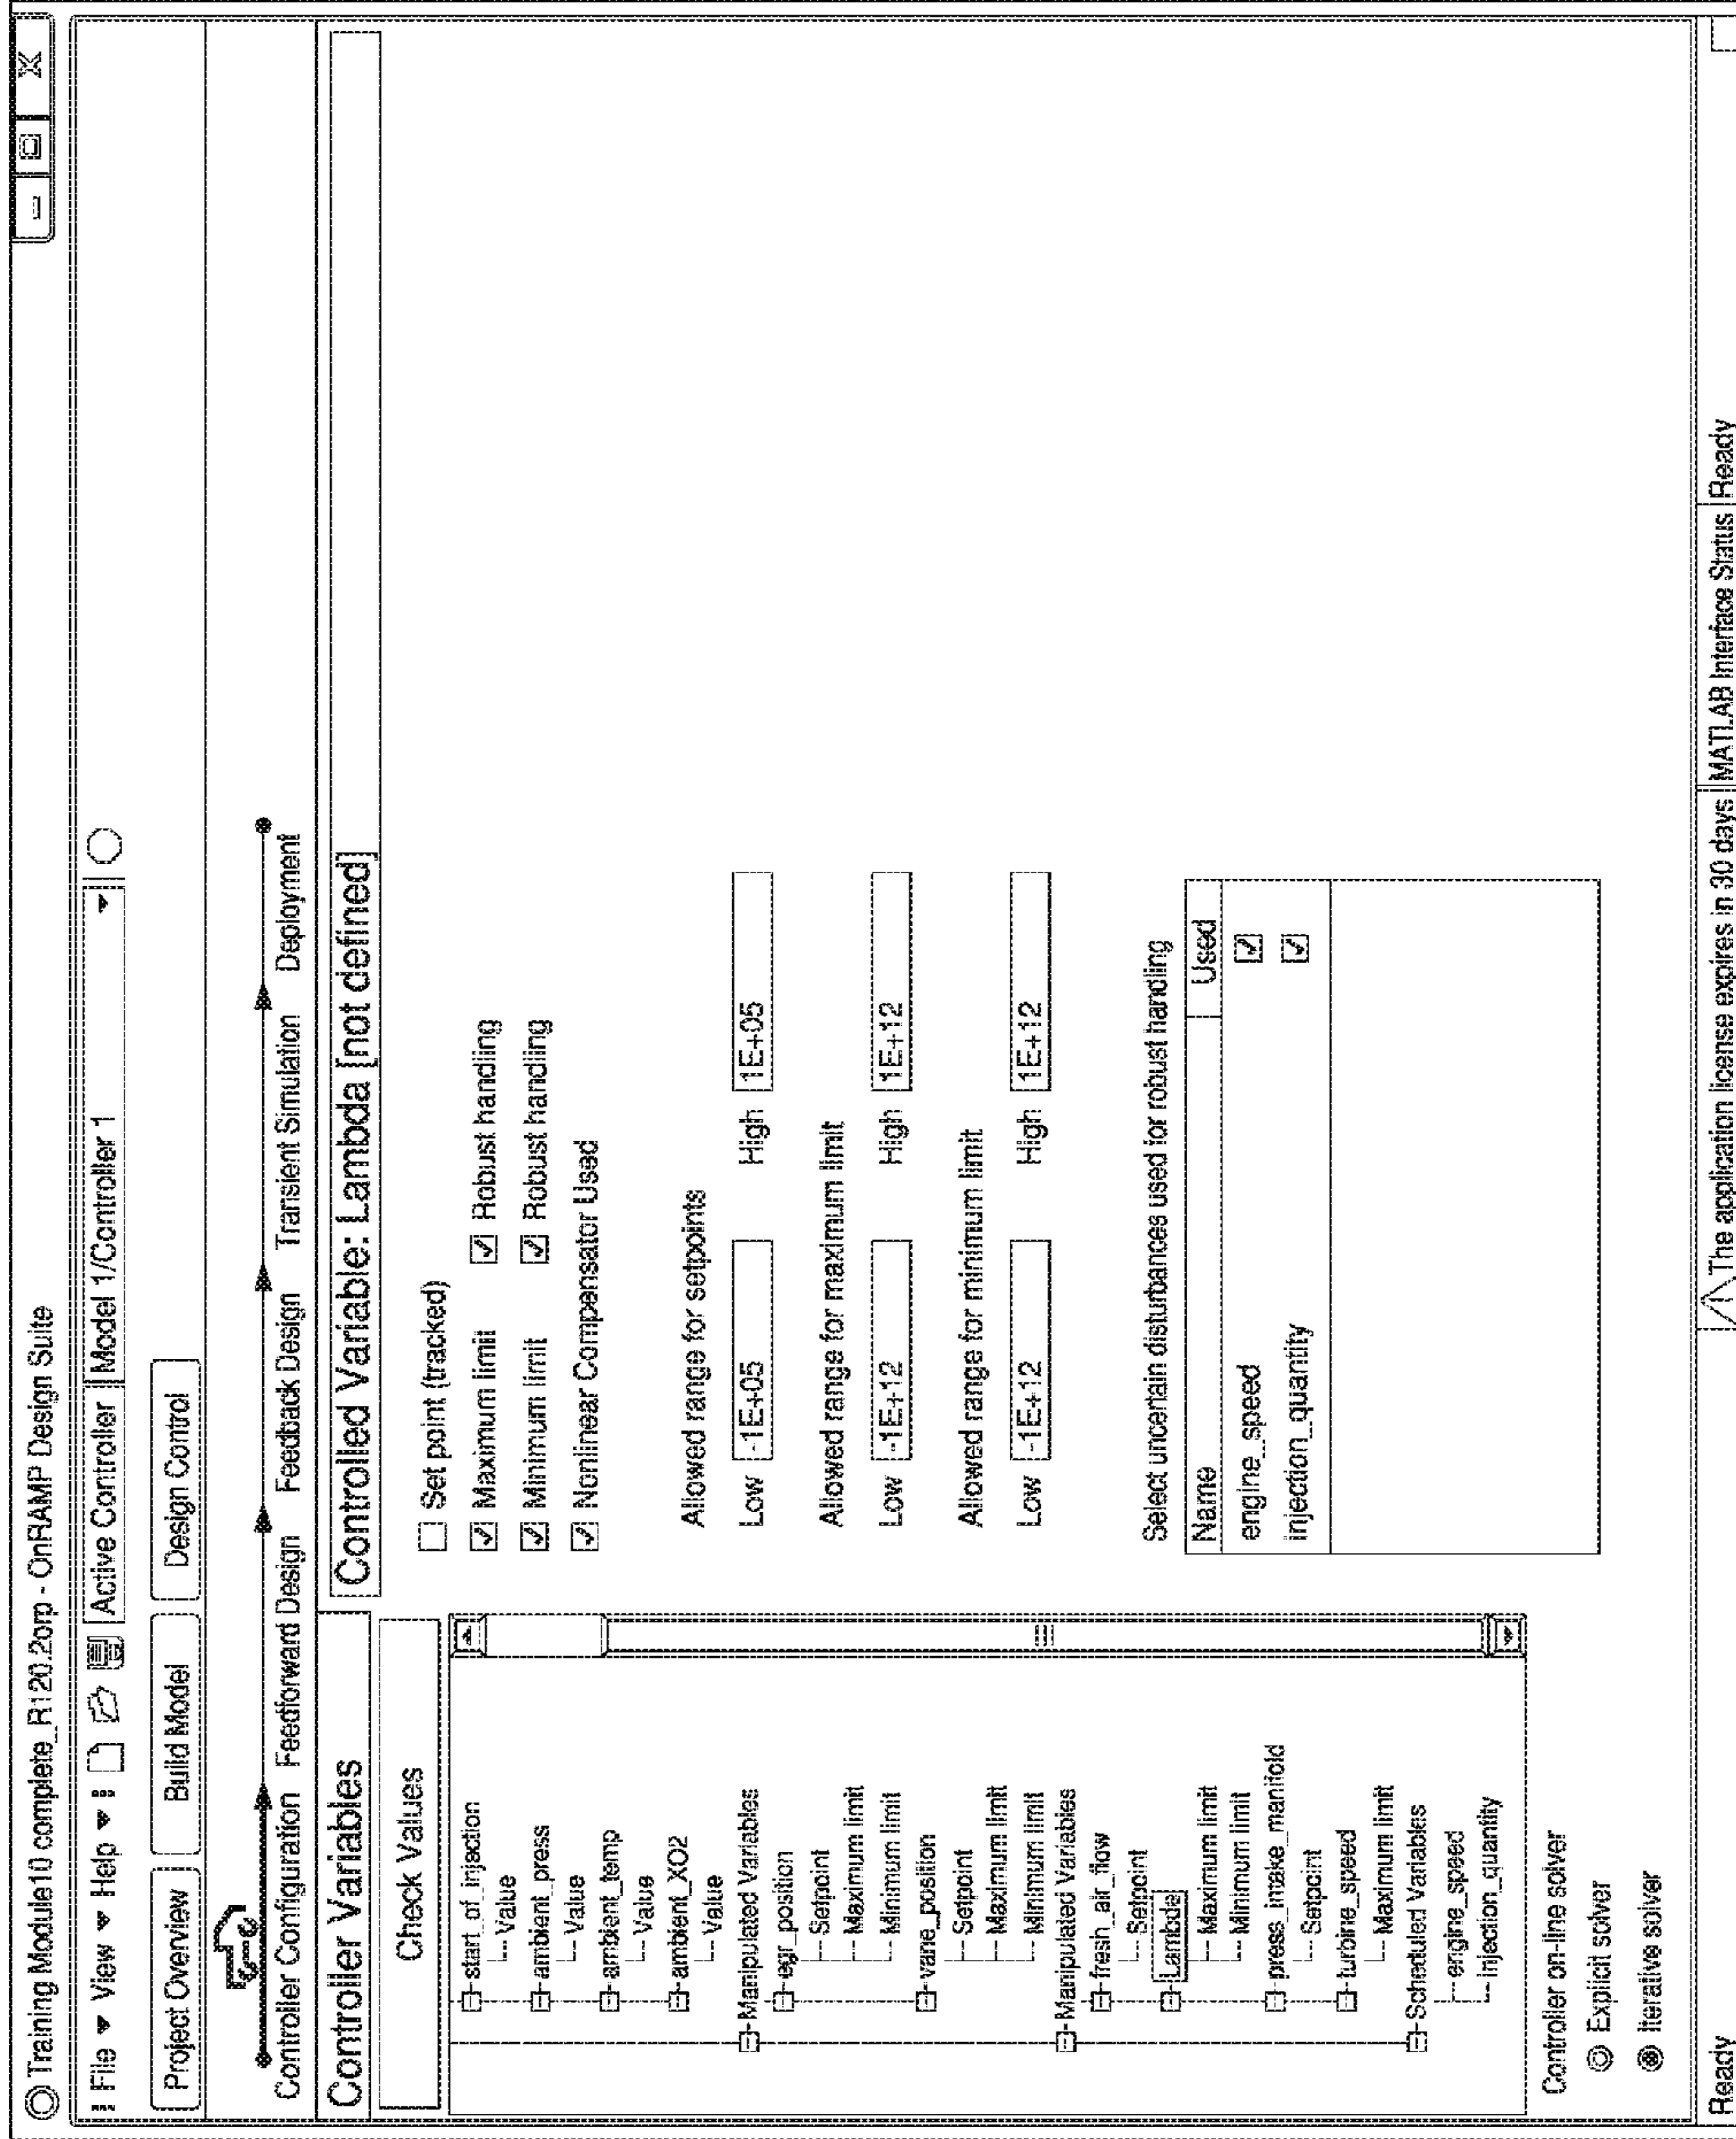 Training Module10 complete_R120.2orp - OnRAMP Design Suite
File View Help Active Controller Model 1/Controller 1
Project Overview Build Model Design Control
Controller Configuration Feedforward Design Feedback Design Transient Simulation Deployment
Controller Variables
Check Values
start_of_injection
Value
ambient_press
Value
ambient_temp
Value
ambient_XO2
Value
Manipulated Variables
egr_position
Setpoint
Maximum limit
Minimum limit
vane_position
Setpoint
Maximum limit
Minimum limit
Manipulated Variables
fresh_air_flow
Setpoint
Lambdel
Maximum limit
Minimum limit
press_intake_manifold
Setpoint
turbine_speed
Maximum limit
Scheduled Variables
engine_speed
injection_quantity
Controller on-line solver
Explicit solver
Iterative solver
Controlled Variable: Lambda [not defined]
Set point (tracked)
Maximum limit Robust handling
Minimum limit Robust handling
Nonlinear Compensator Used
Allowed range for setpoints
Low -1E+05 High 1E+05
Allowed range for maximum limit
Low -1E+12 High 1E+12
Allowed range for minimum limit
Low -1E+12 High 1E+12
Select uncertain disturbances used for robust handling
Name Used
engine_speed
injection_quantity
Ready The application license expires in 30 days MATLAB Interface Status Ready